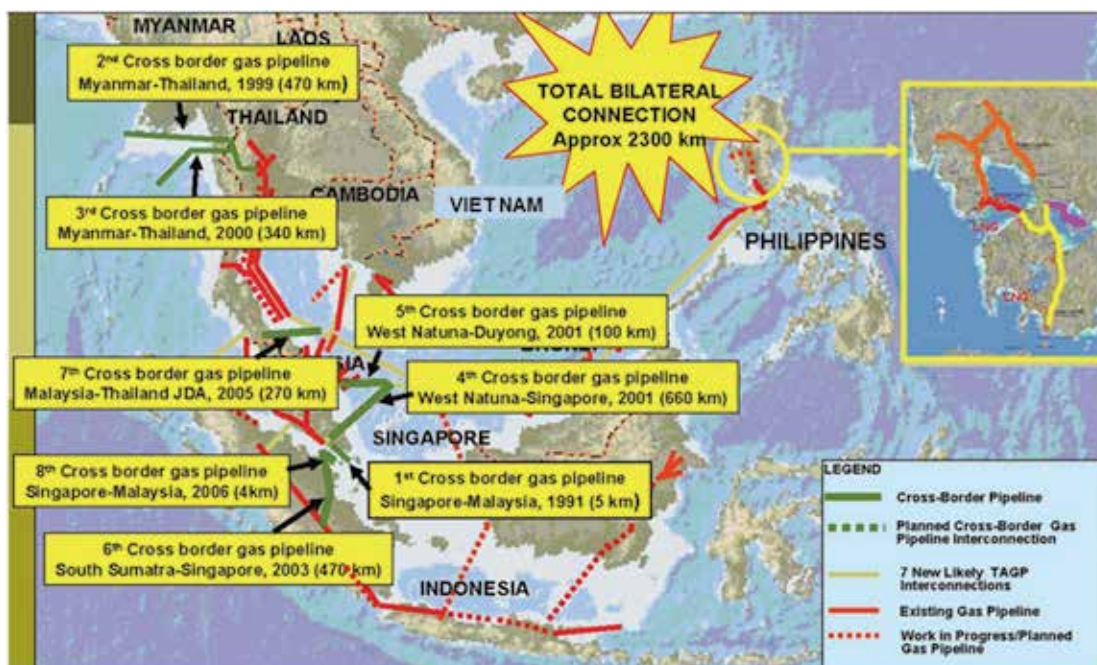 MYANMAR
LAOS
2nd Cross border gas pipeline
Myanmar-Thailand, 1999 (470 km)
THAILAND
TOTAL BILATERAL
CONNECTION
Approx 2300 km
CAMBODIA
VIET NAM
3rd Cross border gas pipeline
Myanmar-Thailand, 2000 (340 km)
PHILIPPINES
LNG
CNG
5th Cross border gas pipeline
West Natuna-Duyong, 2001 (100 km)
7th Cross border gas pipeline
Malaysia-Thailand JDA, 2005 (270 km)
4th Cross border gas pipeline
West Natuna-Singapore, 2001 (660 km)
SINGAPORE
8th Cross border gas pipeline
Singapore-Malaysia, 2006 (4km)
1st Cross border gas pipeline
Singapore-Malaysia, 1991 (5 km)
6th Cross border gas pipeline
South Sumatra-Singapore, 2003 (470 km)
INDONESIA
LEGEND
Cross-Border Pipeline
Planned Cross-Border Gas
Pipeline Interconnection
7 New Likely TAGP
Interconnections
Existing Gas Pipeline
Work in Progress/Planned
Gas Pipeline